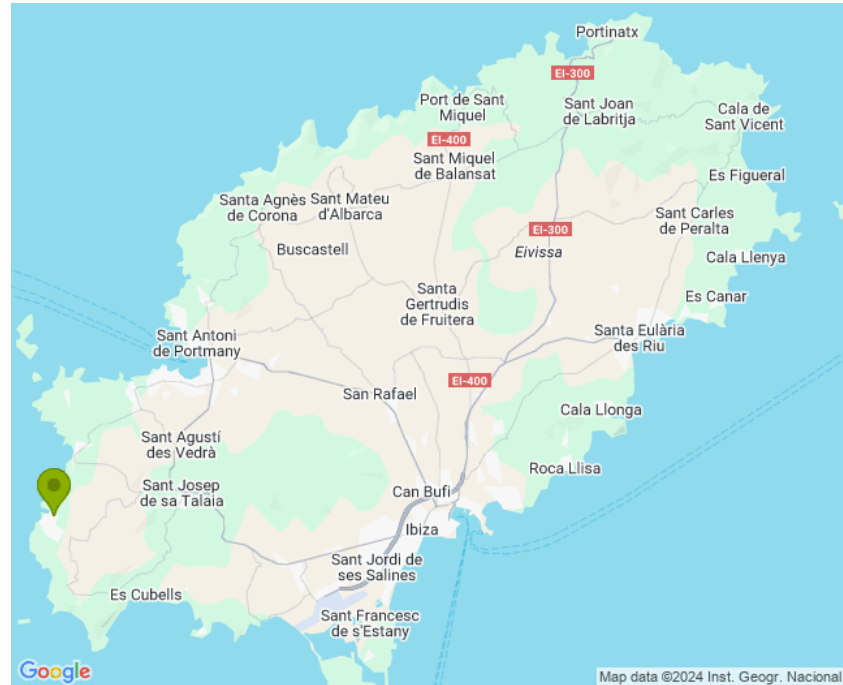 Portinatx
EI-300
Port de Sant
Miquel
Sant Joan
de Labritja
Cala de
Sant Vicent
EI-400
Sant Miquel
de Balansat
Es Figueral
Santa Agnès
de Corona
Sant Mateu
d'Albarca
Sant Carles
de Peralta
EI-300
Buscastell
Eivissa
Cala Llenya
Santa
Gertrudis
de Fruitera
Es Canar
Sant Antoni
de Portmany
Santa Eulària
des Riu
EI-400
San Rafael
Cala Llonga
Sant Agustí
des Vedrà
Roca Llisa
Sant Josep
de sa Talaia
Can Bufí
Ibiza
Sant Jordi de
ses Salines
Es Cubells
Sant Francesc
de s'Estany
Google
Map data ©2024 Inst. Geogr. Nacional